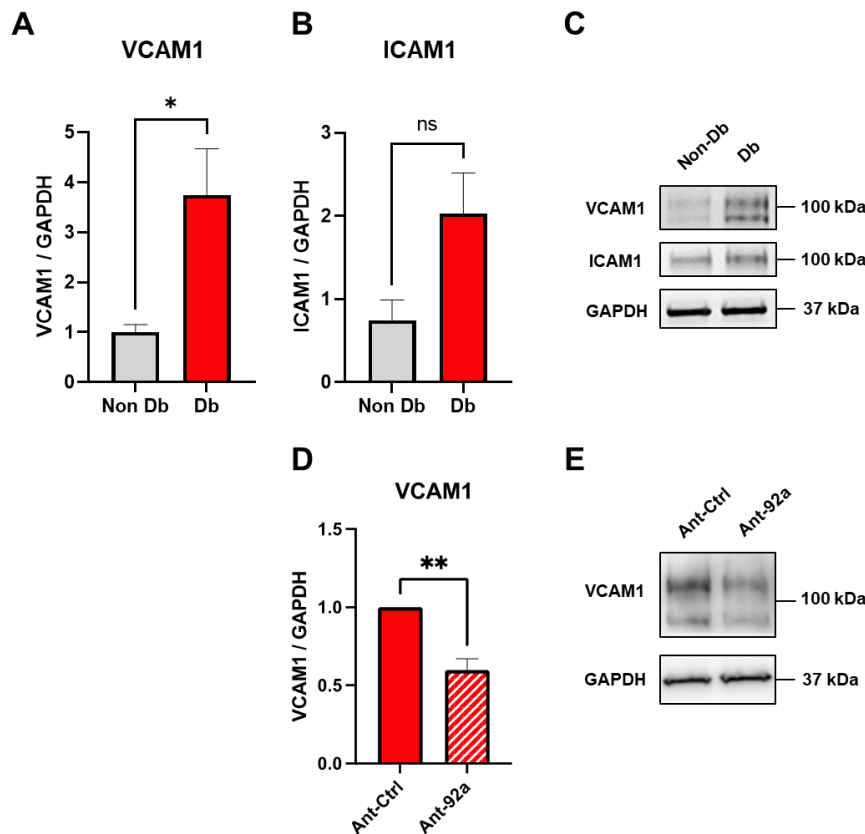 A
VCAM1
*
VCAM1 / GAPDH
5
4
3
2
1
0
Non Db
Db
B
ICAM1
ns
ICAM1 / GAPDH
3
2
1
0
Non Db
Db
C
Non-Db
Db
VCAM1
100 kDa
ICAM1
100 kDa
GAPDH
37 kDa
D
VCAM1
**
VCAM1 / GAPDH
1.5
1.0
0.5
0.0
Ant-Ctrl
Ant-92a
E
Ant-Ctrl
Ant-92a
VCAM1
100 kDa
GAPDH
37 kDa